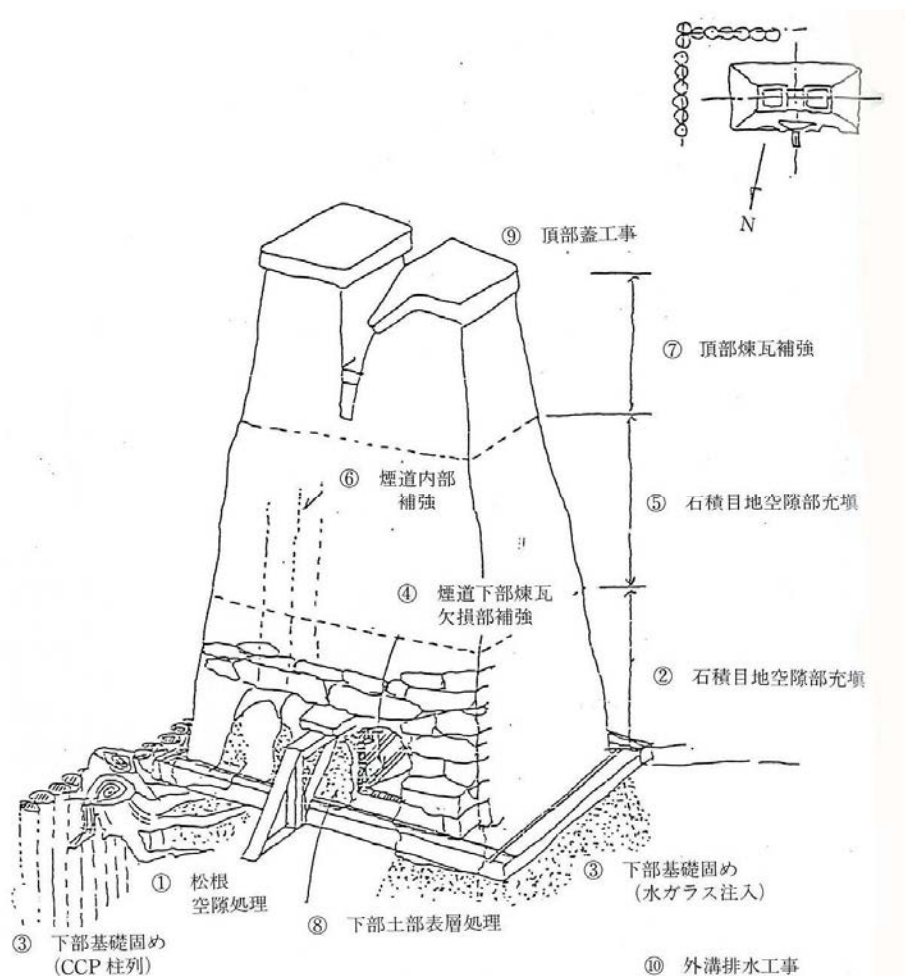 N
⑨ 頂部蓋工事
⑦ 頂部煉瓦補強
⑥ 煙道内部
補強
⑤ 石積目地空隙部充塡
④ 煙道下部煉瓦
欠損部補強
② 石積目地空隙部充塡
① 松根
空隙処理
③ 下部基礎固め
(水ガラス注入)
⑧ 下部土部表層処理
③ 下部基礎固め
(CCP 柱列)
⑩ 外溝排水工事